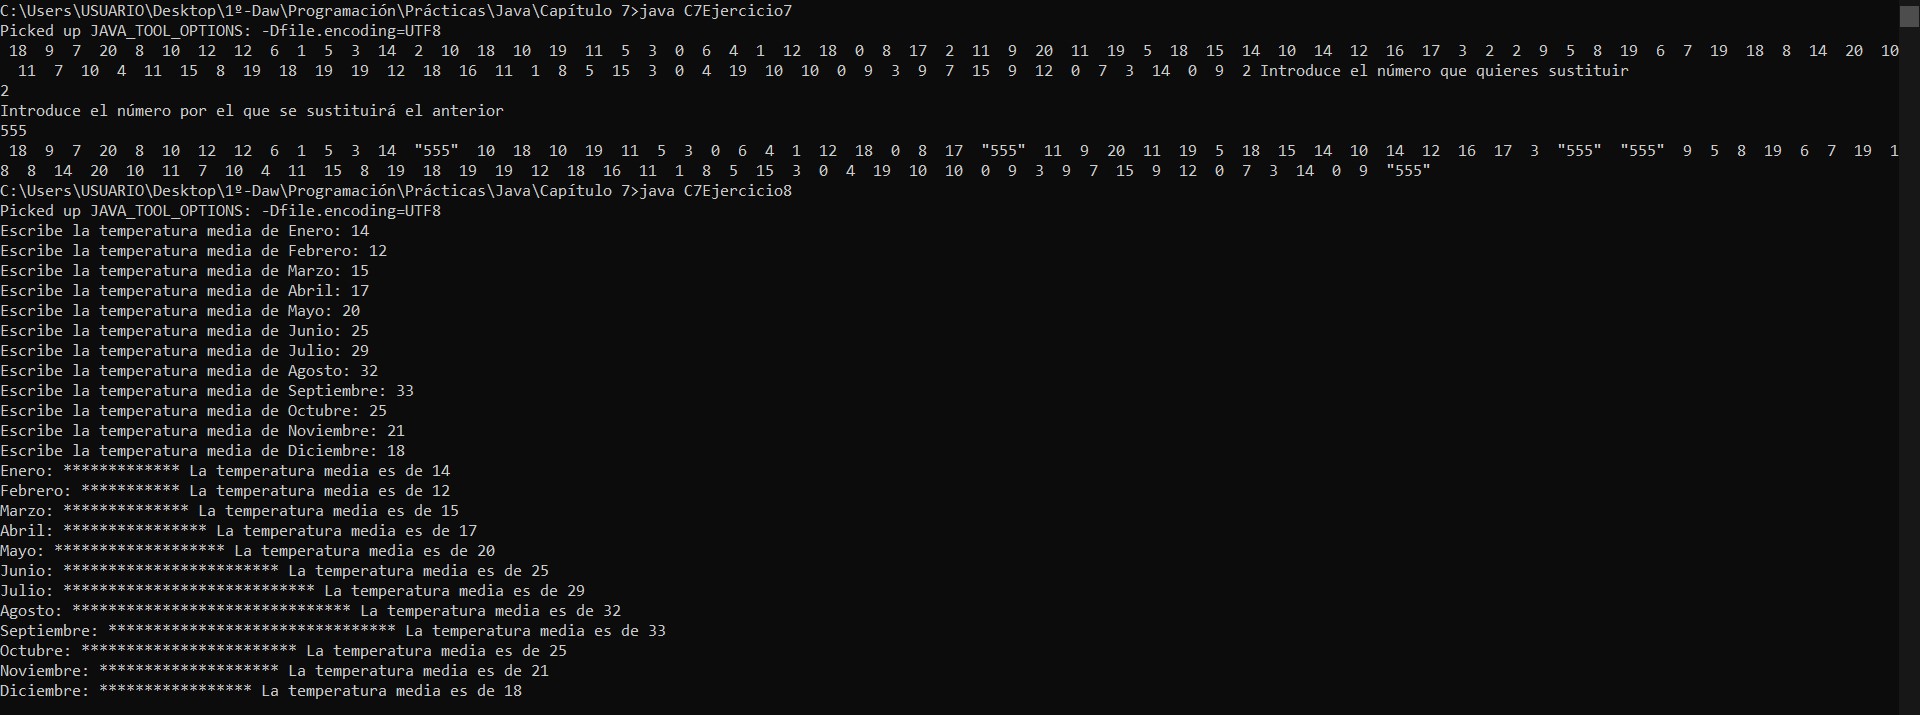 C:\Users\USUARIO\Desktop\1º-Daw\Programación\Prácticas\Java\Capítulo 7>java C7Ejercicio7
Picked up JAVA_TOOL_OPTIONS: -Dfile.encoding=UTF8
 18  9  7  20  8  10  12  12  6  1  5  3  14  2  10  18  10  19  11  5  3  0  6  4  1  12  18  0  8  17  2  11  9  20  11  19  5  18  15  14  10  14  12  16  17  3  2  2  9  5  8  19  6  7  19  18  8  14  20  10
  11  7  10  4  11  15  8  19  18  19  19  12  18  16  11  1  8  5  15  3  0  4  19  10  10  0  9  3  9  7  15  9  12  0  7  3  14  0  9  2 Introduce el número que quieres sustituir
2
Introduce el número por el que se sustituirá el anterior
555
 18  9  7  20  8  10  12  12  6  1  5  3  14  "555"  10  18  10  19  11  5  3  0  6  4  1  12  18  0  8  17  "555"  11  9  20  11  19  5  18  15  14  10  14  12  16  17  3  "555"  "555"  9  5  8  19  6  7  19  1
8  8  14  20  10  11  7  10  4  11  15  8  19  18  19  19  12  18  16  11  1  8  5  15  3  0  4  19  10  10  0  9  3  9  7  15  9  12  0  7  3  14  0  9  "555"
C:\Users\USUARIO\Desktop\1º-Daw\Programación\Prácticas\Java\Capítulo 7>java C7Ejercicio8
Picked up JAVA_TOOL_OPTIONS: -Dfile.encoding=UTF8
Escribe la temperatura media de Enero: 14
Escribe la temperatura media de Febrero: 12
Escribe la temperatura media de Marzo: 15
Escribe la temperatura media de Abril: 17
Escribe la temperatura media de Mayo: 20
Escribe la temperatura media de Junio: 25
Escribe la temperatura media de Julio: 29
Escribe la temperatura media de Agosto: 32
Escribe la temperatura media de Septiembre: 33
Escribe la temperatura media de Octubre: 25
Escribe la temperatura media de Noviembre: 21
Escribe la temperatura media de Diciembre: 18
Enero: ************* La temperatura media es de 14
Febrero: *********** La temperatura media es de 12
Marzo: ************** La temperatura media es de 15
Abril: **************** La temperatura media es de 17
Mayo: ******************* La temperatura media es de 20
Junio: ************************ La temperatura media es de 25
Julio: **************************** La temperatura media es de 29
Agosto: ******************************* La temperatura media es de 32
Septiembre: ******************************** La temperatura media es de 33
Octubre: ************************ La temperatura media es de 25
Noviembre: ******************** La temperatura media es de 21
Diciembre: ***************** La temperatura media es de 18